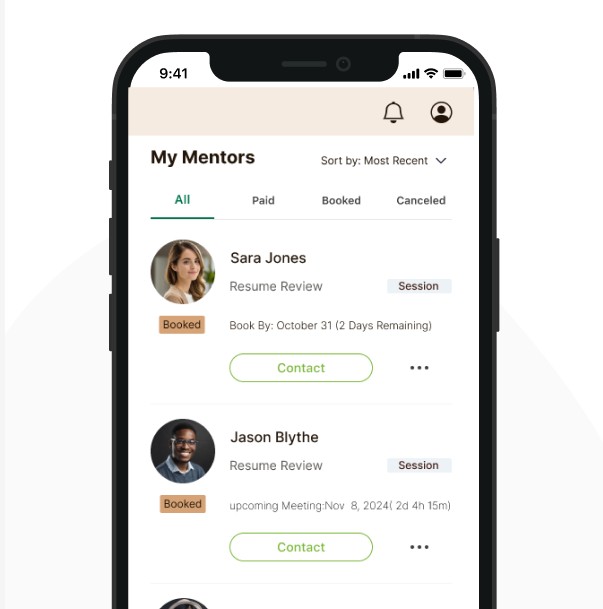 9:41
My Mentors
Sort by: Most Recent
All Paid Booked Canceled
Sara Jones
Resume Review Session
Booked Book By: October 31 (2 Days Remaining)
Contact
Jason Blythe
Resume Review Session
Booked upcoming Meeting:Nov 8, 2024( 2d 4h 15m)
Contact